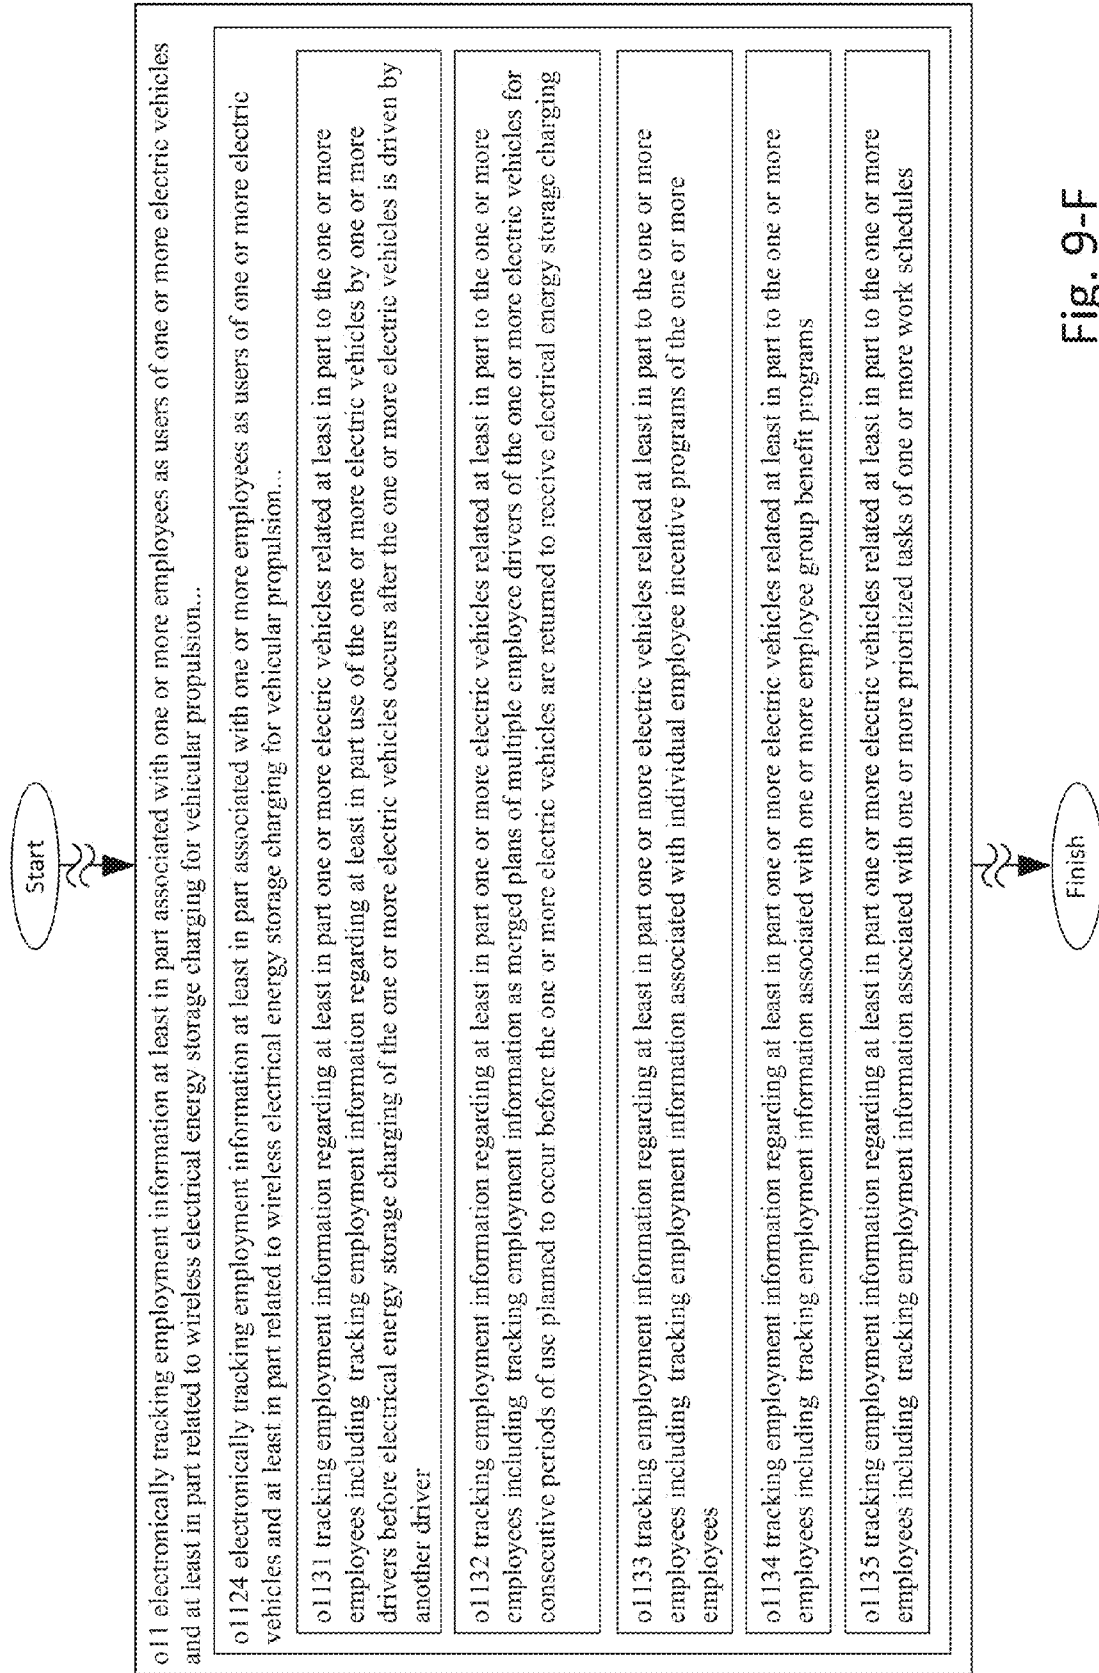 Start
o11 electronically tracking employment information at least in part associated with one or more employees as users of one or more electric vehicles
and at least in part related to wireless electrical energy storage charging for vehicular propulsion...
o1124 electronically tracking employment information at least in part associated with one or more employees as users of one or more electric
vehicles and at least in part related to wireless electrical energy storage charging for vehicular propulsion...
o1131 tracking employment information regarding at least in part one or more electric vehicles related at least in part to the one or more
employees including tracking employment information regarding at least in part use of the one or more electric vehicles by one or more
drivers before electrical energy storage charging of the one or more electric vehicles occurs after the one or more electric vehicles is driven by
another driver
o1132 tracking employment information regarding at least in part one or more electric vehicles related at least in part to the one or more
employees including tracking employment information as merged plans of multiple employee drivers of the one or more electric vehicles for
consecutive periods of use planned to occur before the one or more electric vehicles are returned to receive electrical energy storage charging
o1133 tracking employment information regarding at least in part one or more electric vehicles related at least in part to the one or more
employees including tracking employment information associated with individual employee incentive programs of the one or more
employees
o1134 tracking employment information regarding at least in part one or more electric vehicles related at least in part to the one or more
employees including tracking employment information associated with one or more employee group benefit programs
o1135 tracking employment information regarding at least in part one or more electric vehicles related at least in part to the one or more
employees including tracking employment information associated with one or more prioritized tasks of one or more work schedules
Finish
Fig. 9-F